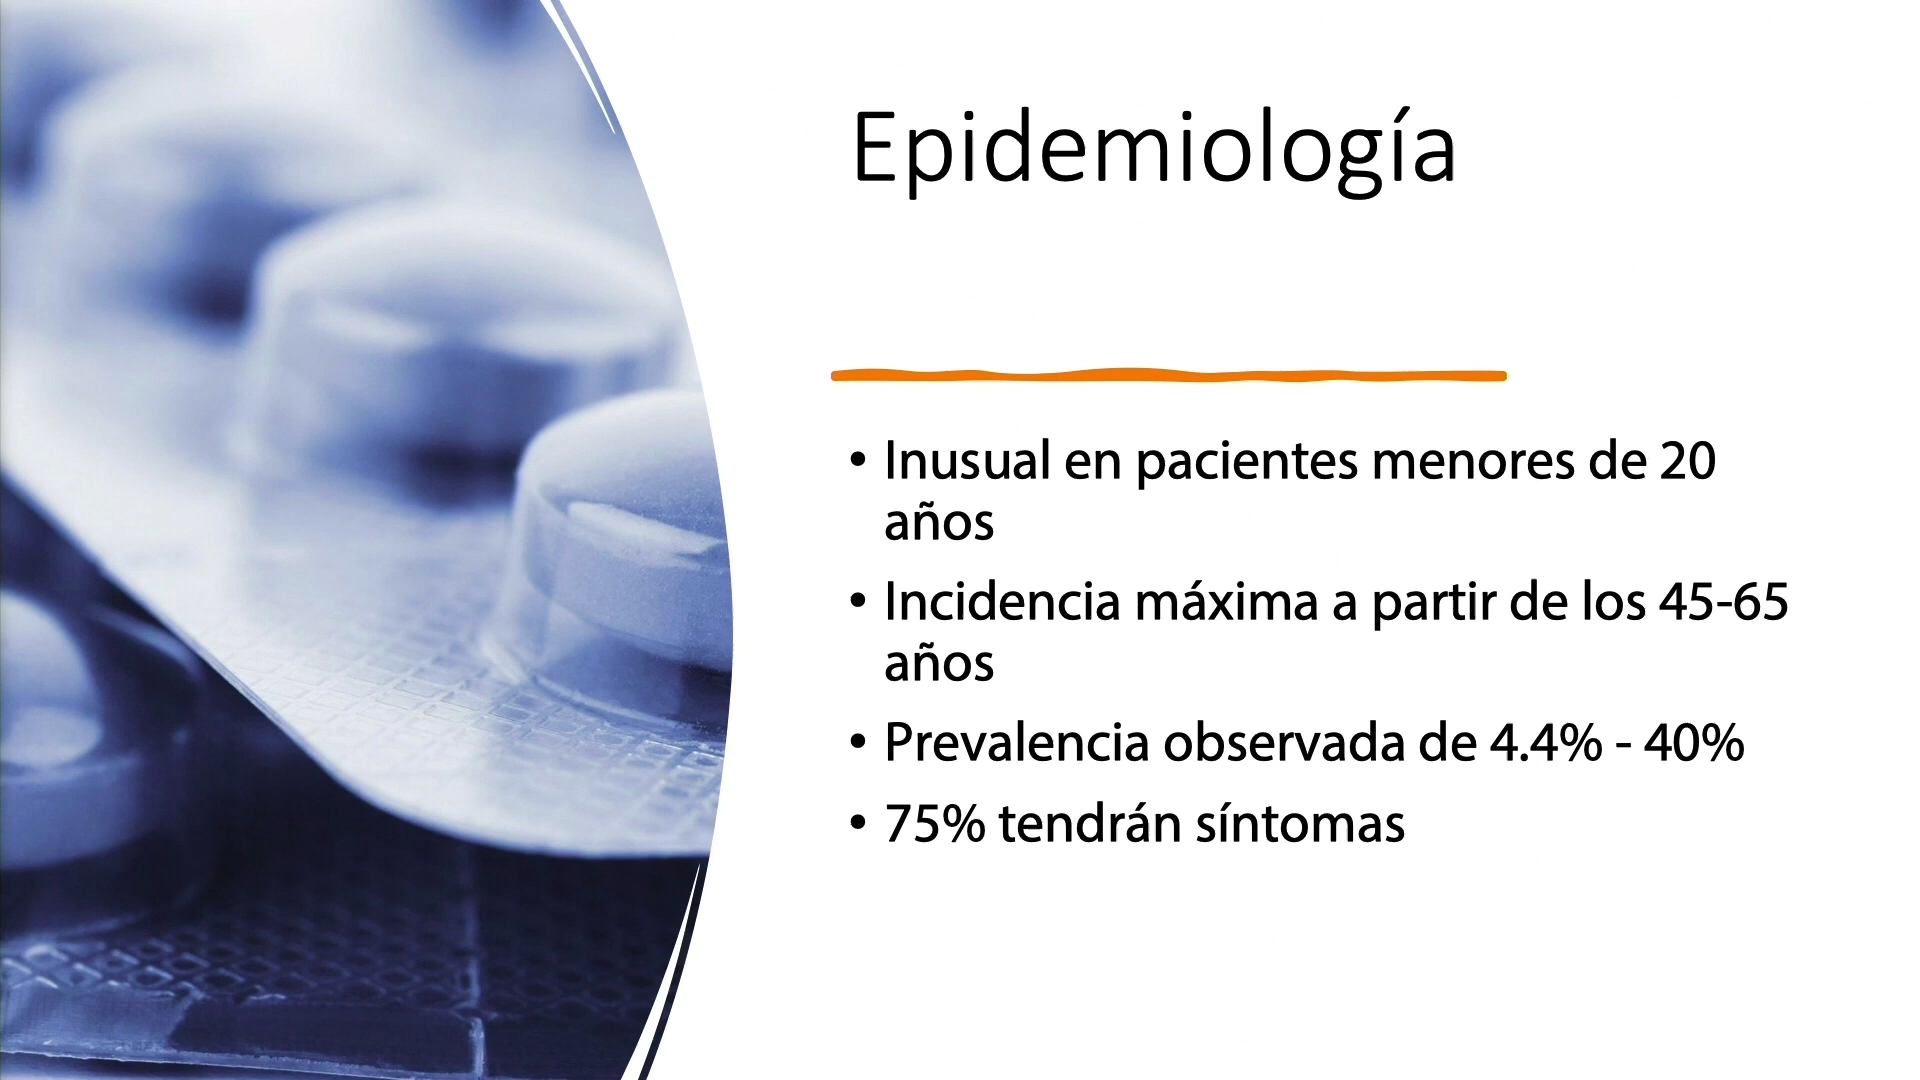 Epidemiología
• Inusual en pacientes menores de 20
años
• Incidencia máxima a partir de los 45-65
años
• Prevalencia observada de 4.4% - 40%
• 75% tendrán síntomas